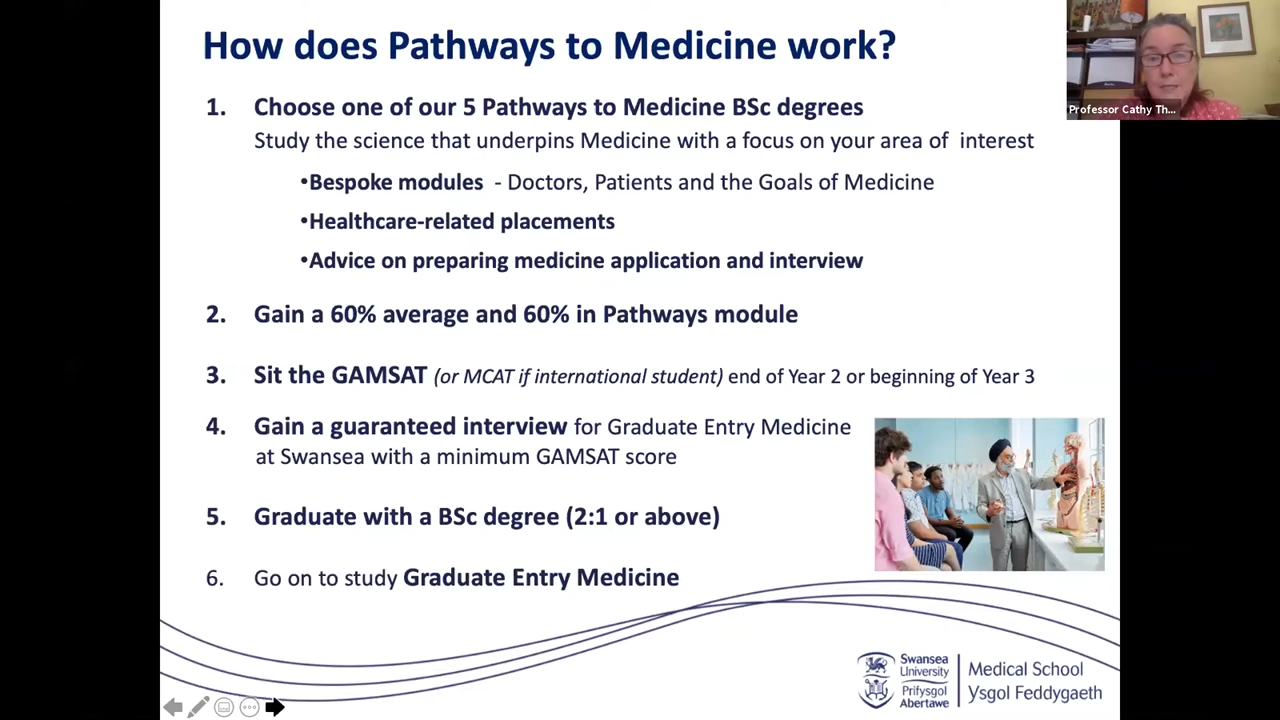 How does Pathways to Medicine work?
Professor Cathy Th...
1. Choose one of our 5 Pathways to Medicine BSc degrees
Study the science that underpins Medicine with a focus on your area of interest
•Bespoke modules - Doctors, Patients and the Goals of Medicine
•Healthcare-related placements
•Advice on preparing medicine application and interview
2. Gain a 60% average and 60% in Pathways module
3. Sit the GAMSAT (or MCAT if international student) end of Year 2 or beginning of Year 3
4. Gain a guaranteed interview for Graduate Entry Medicine
at Swansea with a minimum GAMSAT score
5. Graduate with a BSc degree (2:1 or above)
6. Go on to study Graduate Entry Medicine
Swansea
University
Prifysgol
Abertawe
Medical School
Ysgol Feddygaeth